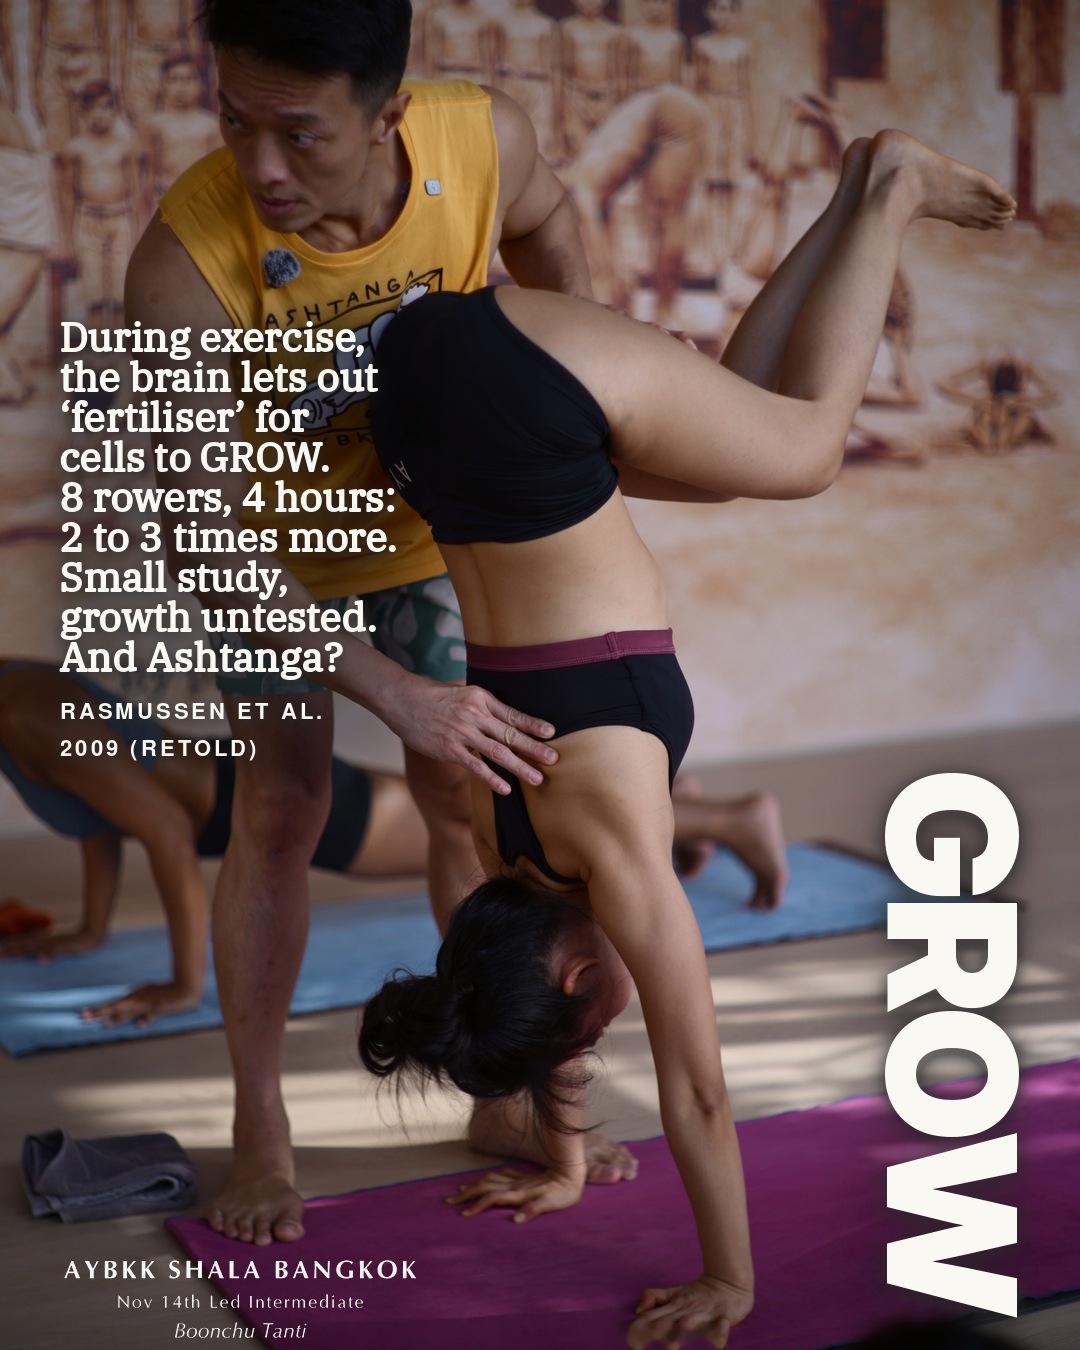 ASHTANGA
During exercise,
the brain lets out
‘fertiliser’ for
cells to GROW.
8 rowers, 4 hours:
2 to 3 times more.
Small study,
growth untested.
And Ashtanga?
RASMUSSEN ET AL.
2009 (RETOLD)
GROW
AYBKK SHALA BANGKOK
Nov 14th Led Intermediate
Boonchu Tanti